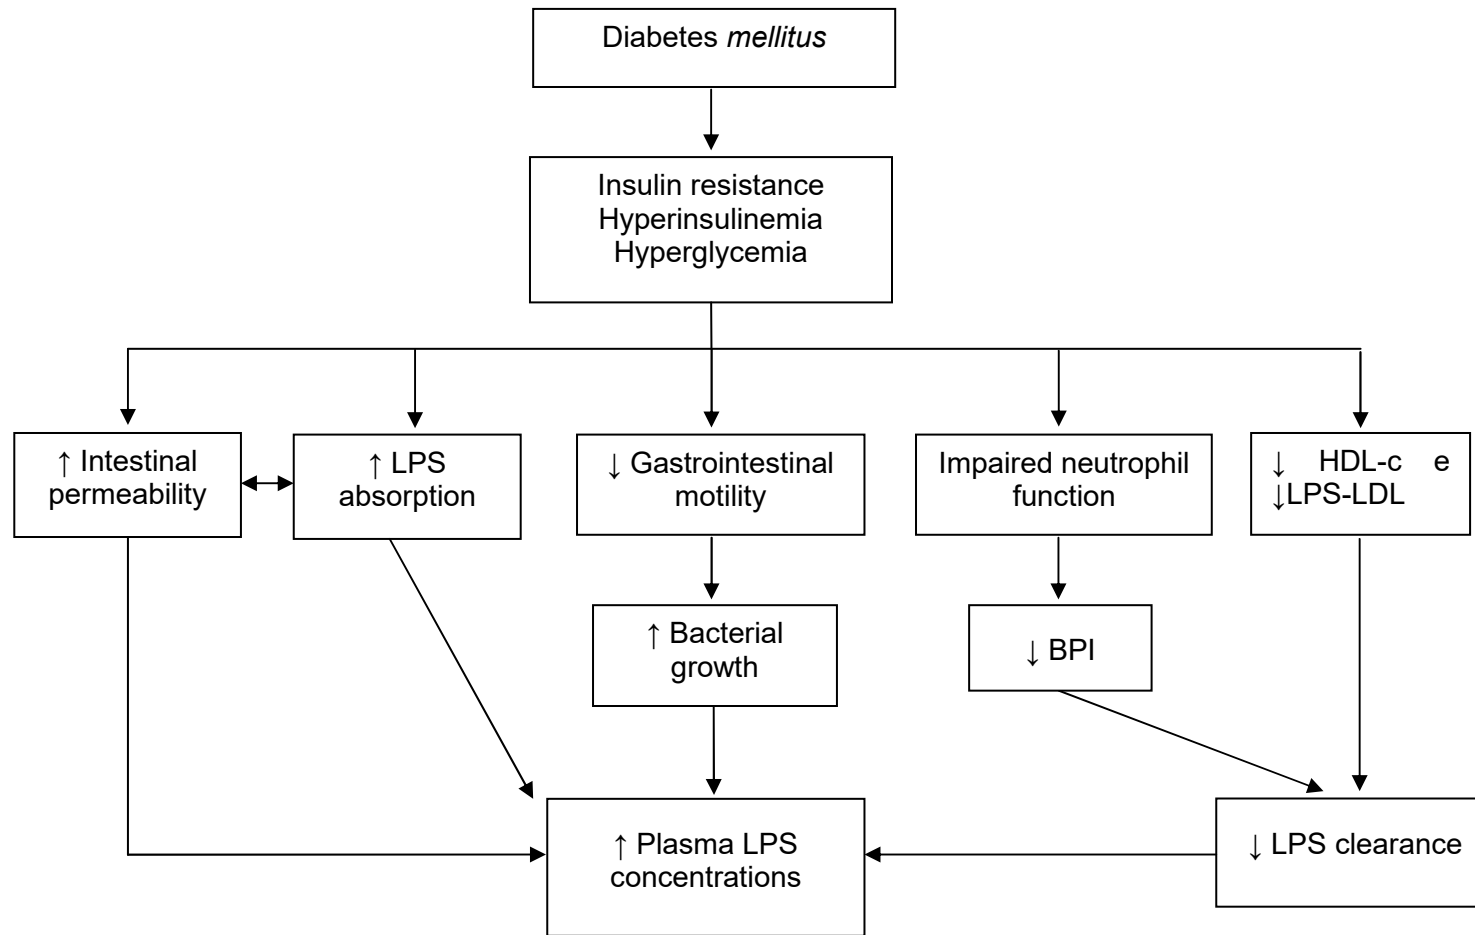 Diabetes mellitus
Insulin resistance
Hyperinsulinemia
Hyperglycemia
↑ Intestinal
permeability
↑ LPS
absorption
↓ Gastrointestinal
motility
Impaired neutrophil
function
↓ HDL-c e
↓LPS-LDL
↑ Bacterial
growth
↓ BPI
↑ Plasma LPS
concentrations
↓ LPS clearance